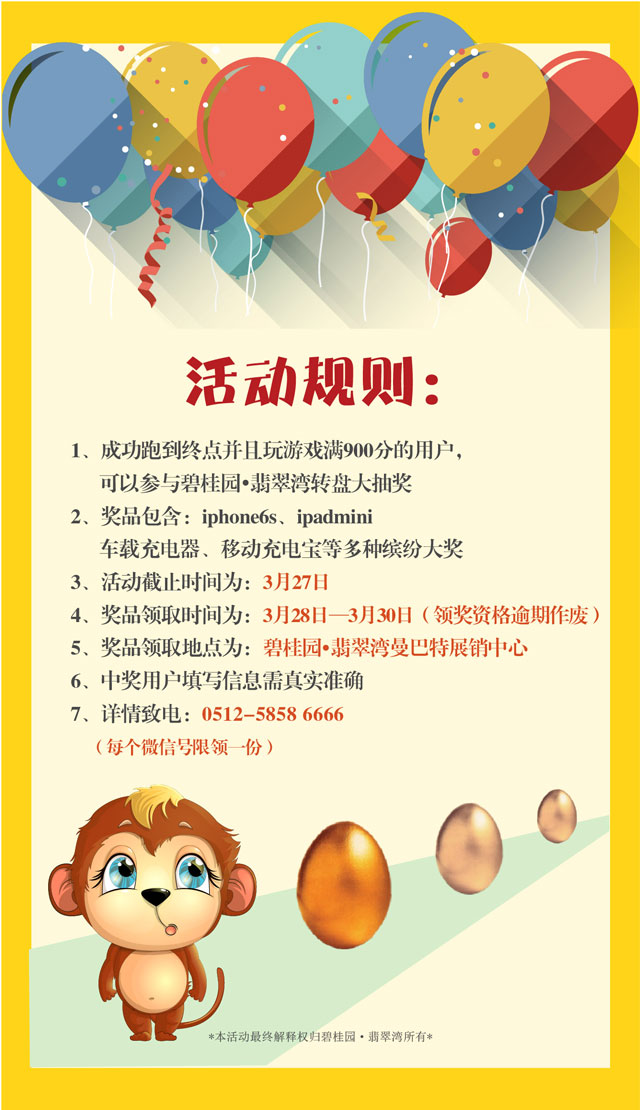 活动规则：
1、成功跑到终点并且玩游戏满900分的用户，
可以参与碧桂园•翡翠湾转盘大抽奖
2、奖品包含：iphone6s、ipadmini
车载充电器、移动充电宝等多种缤纷大奖
3、活动截止时间为：3月27日
4、奖品领取时间为：3月28日—3月30日（领奖资格逾期作废）
5、奖品领取地点为：碧桂园•翡翠湾曼巴特展销中心
6、中奖用户填写信息需真实准确
7、详情致电：0512-5858 6666
（每个微信号限领一份）
*本活动最终解释权归碧桂园·翡翠湾所有*